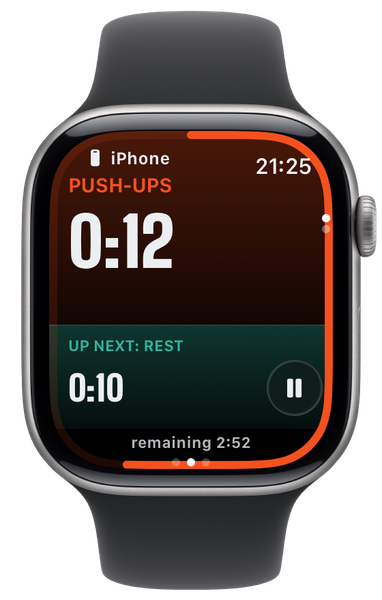 iPhone
21:25
PUSH-UPS
0:12
UP NEXT: REST
0:10
remaining 2:52